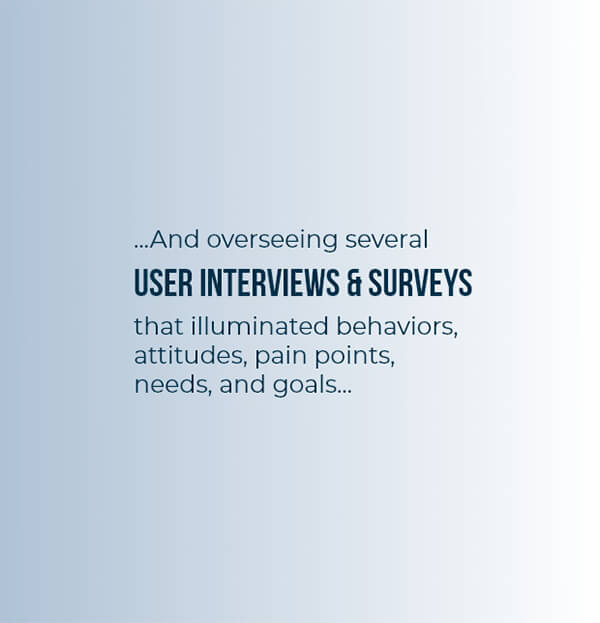 ...And overseeing several
USER INTERVIEWS & SURVEYS
that illuminated behaviors,
attitudes, pain points,
needs, and goals...